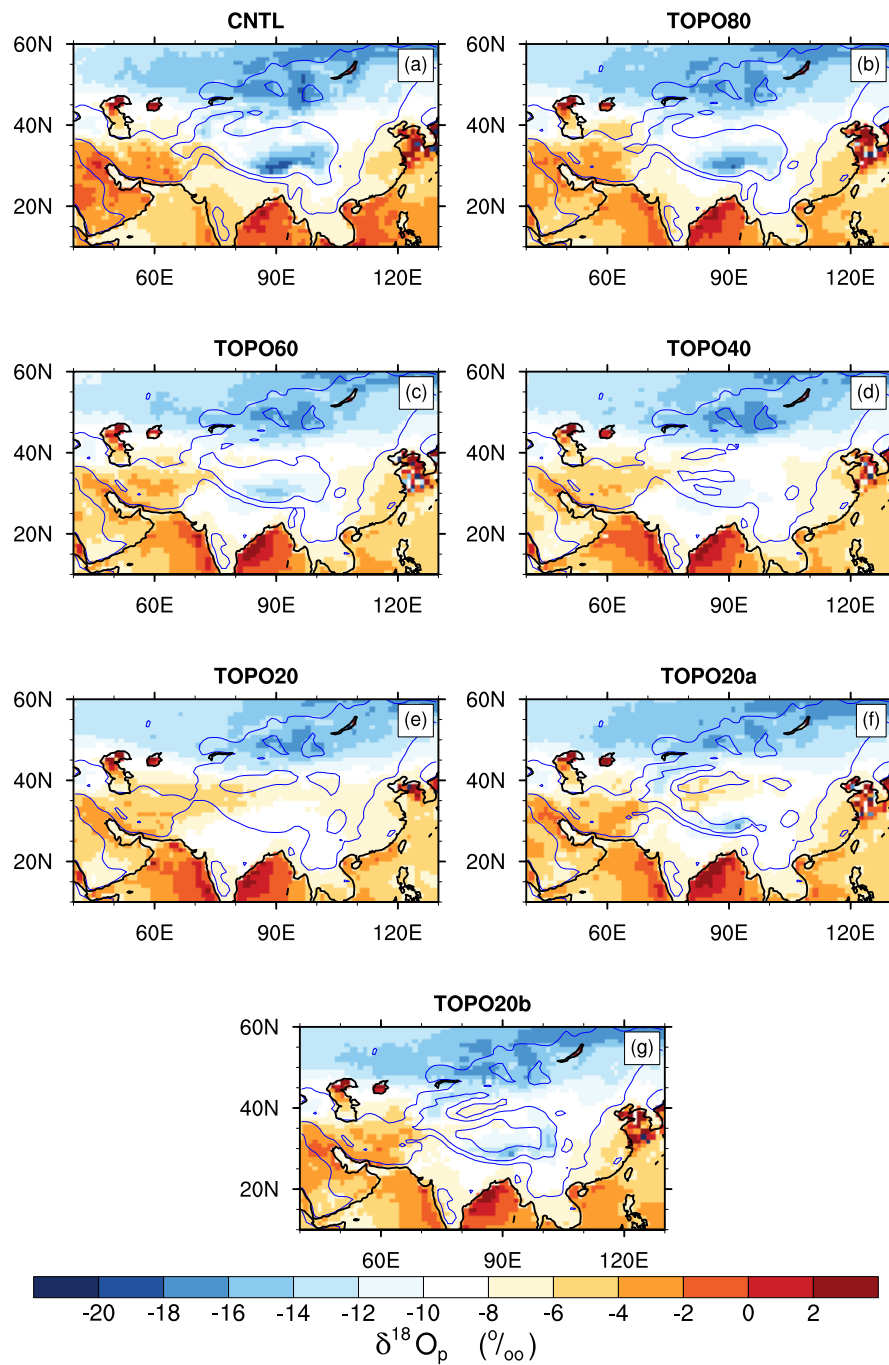 CNTL
TOPO80
60N
(a)
60N
(b)
40N
40N
20N
20N
60E
90E
120E
60E
90E
120E
TOPO60
TOPO40
60N
(c)
60N
(d)
40N
40N
20N
20N
60E
90E
120E
60E
90E
120E
TOPO20
TOPO20a
60N
(e)
60N
(f)
40N
40N
20N
20N
60E
90E
120E
60E
90E
120E
TOPO20b
60N
(g)
40N
20N
60E
90E
120E
-20 -18 -16 -14 -12 -10 -8 -6 -4 -2 0 2
δ¹⁸Oₚ (⁰/₀₀)